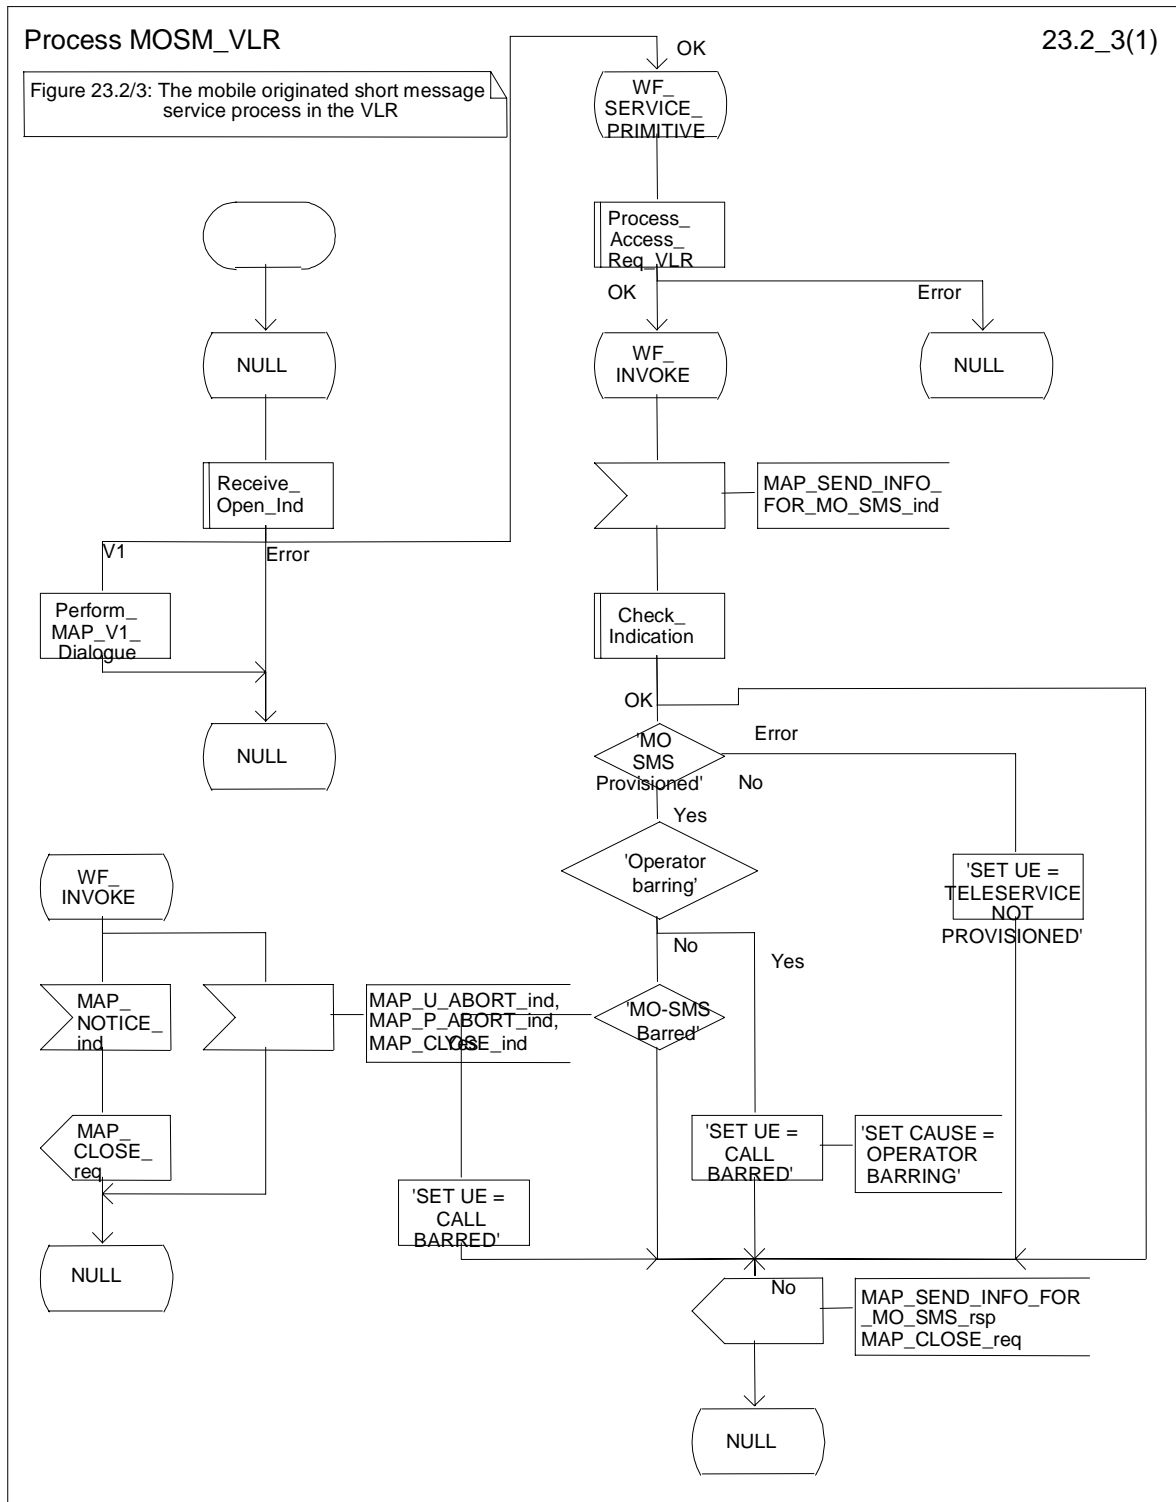 Process MOSM_VLR
23.2_3(1)
Figure 23.2/3: The mobile originated short message
service process in the VLR
OK
WF_
SERVICE_
PRIMITIVE
Process_
Access_
Req_VLR
OK
Error
NULL
WF_
INVOKE
NULL
Receive_
Open_Ind
MAP_SEND_INFO_
FOR_MO_SMS_ind
V1
Error
Perform_
MAP_V1_
Dialogue
Check_
Indication
OK
NULL
'MO
SMS
Provisioned'
Error
No
Yes
WF_
INVOKE
'Operator
barring'
'SET UE =
TELESERVICE
NOT
PROVISIONED'
No
Yes
MAP_
NOTICE_
ind
MAP_U_ABORT_ind,
MAP_P_ABORT_ind,
MAP_CLOSE_ind
Yes
'MO-SMS
Barred'
MAP_
CLOSE_
req
'SET UE =
CALL
BARRED'
'SET CAUSE =
OPERATOR
BARRING'
'SET UE =
CALL
BARRED'
NULL
No
MAP_SEND_INFO_FOR
_MO_SMS_rsp
MAP_CLOSE_req
NULL